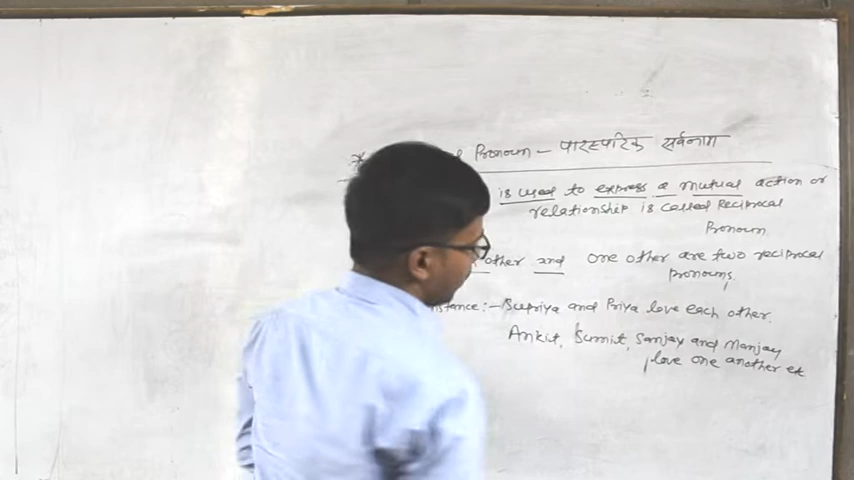 * Pronoun - पारस्परिक सर्वनाम
is used to express a mutual action or
relationship is called Reciprocal
Pronoun.
other and one other are two reciprocal
pronouns,
stance:- Supriya and Priya love each other.
Ankit, Sumit, Sanjay and Manjay
love one another etc